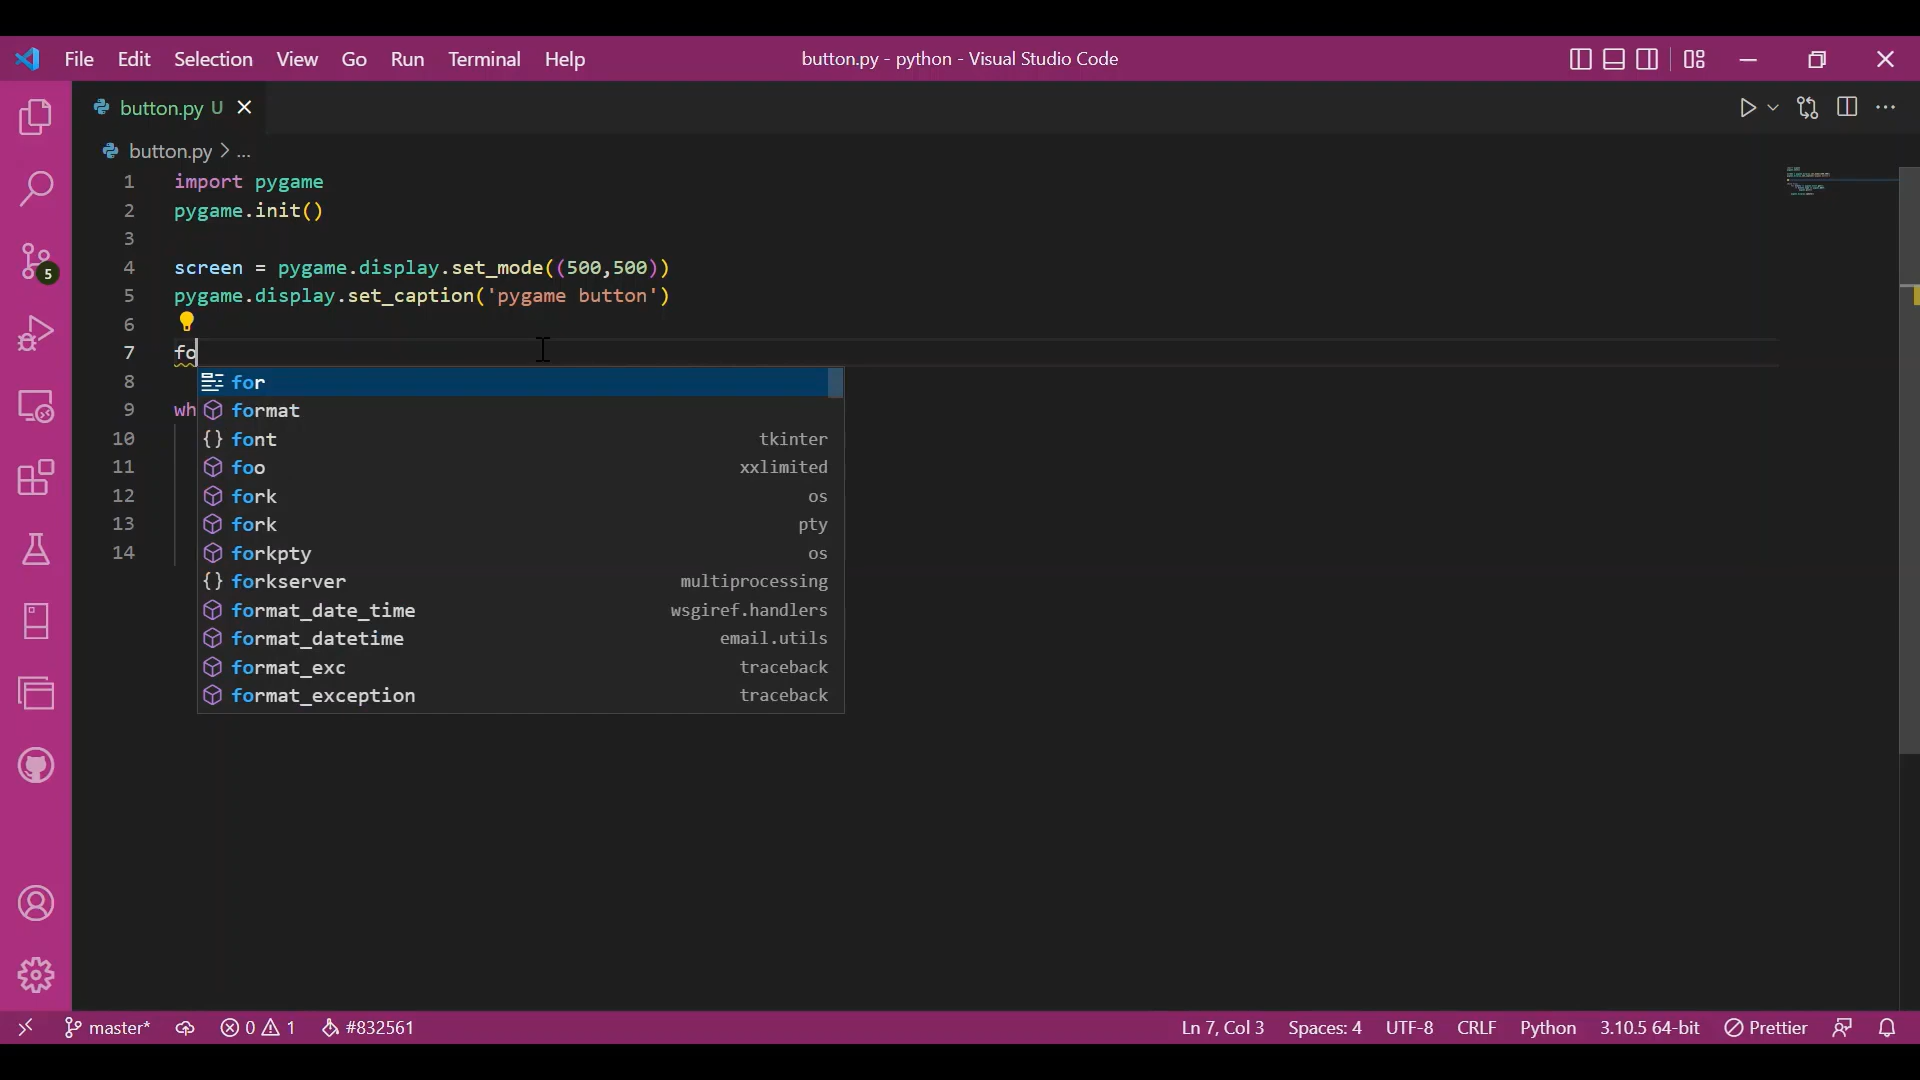 File Edit Selection View Go Run Terminal Help button.py - python - Visual Studio Code
button.py U
button.py > ...
1 import pygame
2 pygame.init()
3
4 screen = pygame.display.set_mode((500,500))
5 pygame.display.set_caption('pygame button')
6
7 fo
8 for
9 wh format
10 font tkinter
11 foo xxlimited
12 fork os
13 fork pty
14 forkpty os
forkserver multiprocessing
format_date_time wsgiref.handlers
format_datetime email.utils
format_exc traceback
format_exception traceback
5
master* 0 1 #832561 Ln 7, Col 3 Spaces: 4 UTF-8 CRLF Python 3.10.5 64-bit Prettier